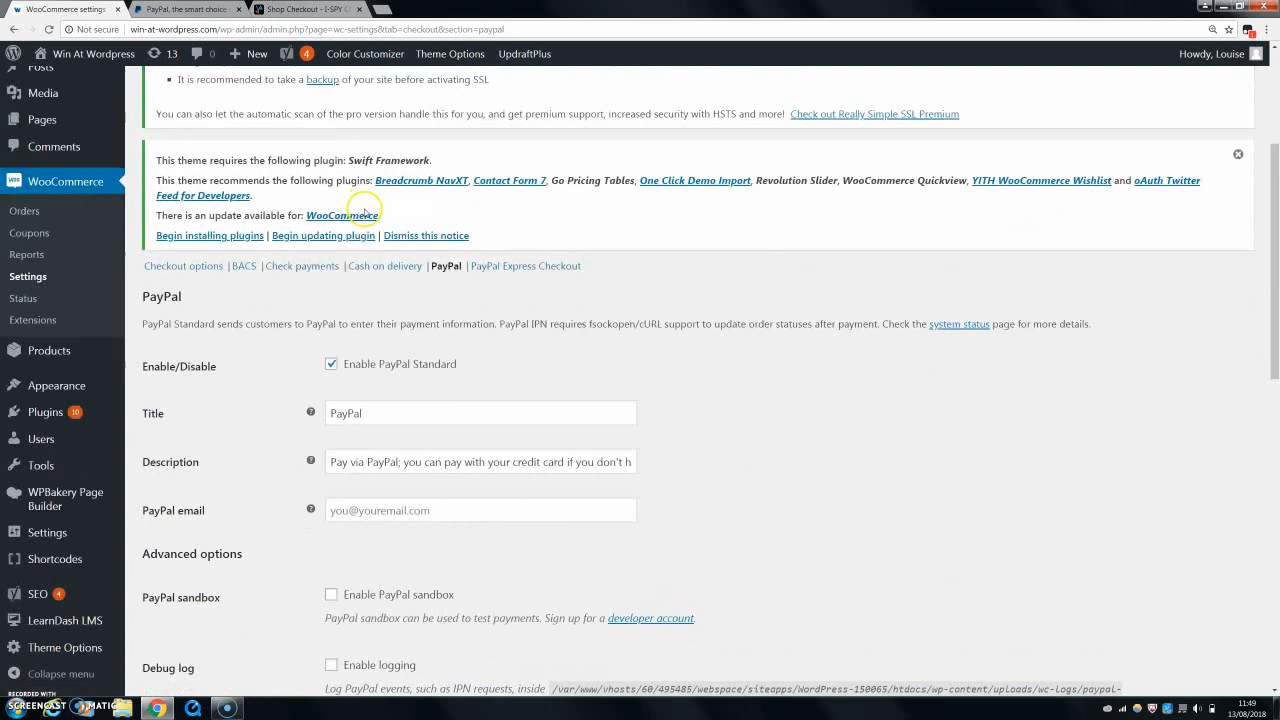 WooCommerce settings
PayPal, the smart choice
Shop Checkout - I-SPY C
Not secure | win-at-wordpress.com/wp-admin/admin.php?page=wc-settings&tab=checkout&section=paypal
Win At Wordpress 13 0 New 4 Color Customizer Theme Options UpdraftPlus Howdy, Louise
Posts
Media
Pages
Comments
WooCommerce
Orders
Coupons
Reports
Settings
Status
Extensions
Products
Appearance
Plugins 10
Users
Tools
WPBakery Page
Builder
Settings
Shortcodes
SEO 4
LearnDash LMS
Theme Options
Collapse menu
It is recommended to take a backup of your site before activating SSL
You can also let the automatic scan of the pro version handle this for you, and get premium support, increased security with HSTS and more! Check out Really Simple SSL Premium
This theme requires the following plugin: Swift Framework.
This theme recommends the following plugins: Breadcrumb NavXT, Contact Form 7, Go Pricing Tables, One Click Demo Import, Revolution Slider, WooCommerce Quickview, YITH WooCommerce Wishlist and oAuth Twitter
Feed for Developers.
There is an update available for: WooCommerce.
Begin installing plugins | Begin updating plugin | Dismiss this notice
Checkout options | BACS | Check payments | Cash on delivery | PayPal | PayPal Express Checkout
PayPal
PayPal Standard sends customers to PayPal to enter their payment information. PayPal IPN requires fsockopen/cURL support to update order statuses after payment. Check the system status page for more details.
Enable/Disable Enable PayPal Standard
Title PayPal
Description Pay via PayPal; you can pay with your credit card if you don't h
PayPal email you@youremail.com
Advanced options
PayPal sandbox Enable PayPal sandbox
PayPal sandbox can be used to test payments. Sign up for a developer account.
Debug log Enable logging
Log PayPal events, such as IPN requests, inside /var/www/vhosts/60/495485/webspace/siteapps/WordPress-150065/htdocs/wp-content/uploads/wc-logs/paypal-
RECORDED WITH
SCREENCAST MATIC
11:49
13/08/2018